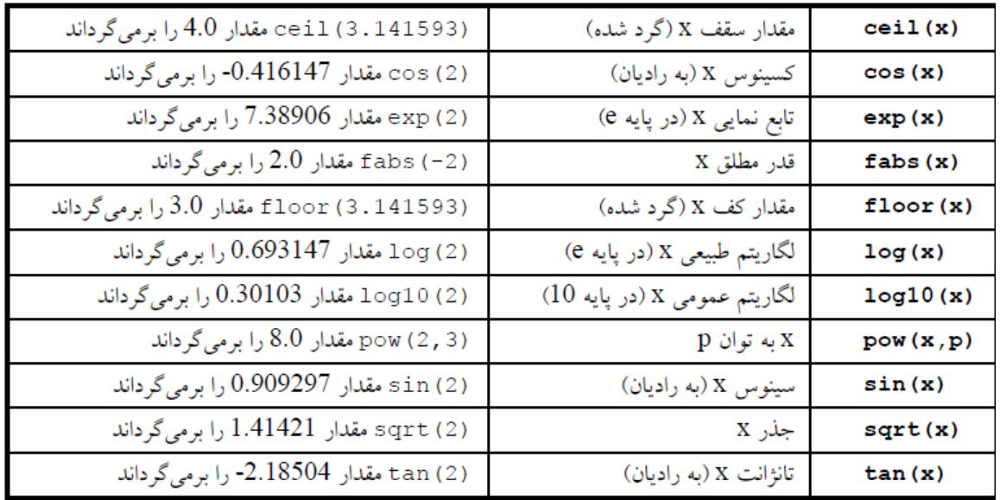 ceil(x) مقدار سقف x (گرد شده) ceil(3.141593) مقدار 4.0 را برمی‌گرداند
cos(x) کسینوس x (به رادیان) cos(2) مقدار -0.416147 را برمی‌گرداند
exp(x) تابع نمایی x (در پایه e) exp(2) مقدار 7.38906 را برمی‌گرداند
fabs(x) قدر مطلق x fabs(-2) مقدار 2.0 را برمی‌گرداند
floor(x) مقدار کف x (گرد شده) floor(3.141593) مقدار 3.0 را برمی‌گرداند
log(x) لگاریتم طبیعی x (در پایه e) log(2) مقدار 0.693147 را برمی‌گرداند
log10(x) لگاریتم عمومی x (در پایه 10) log10(2) مقدار 0.30103 را برمی‌گرداند
pow(x,p) x به توان p pow(2,3) مقدار 8.0 را برمی‌گرداند
sin(x) سینوس x (به رادیان) sin(2) مقدار 0.909297 را برمی‌گرداند
sqrt(x) جذر x sqrt(2) مقدار 1.41421 را برمی‌گرداند
tan(x) تانژانت x (به رادیان) tan(2) مقدار -2.18504 را برمی‌گرداند